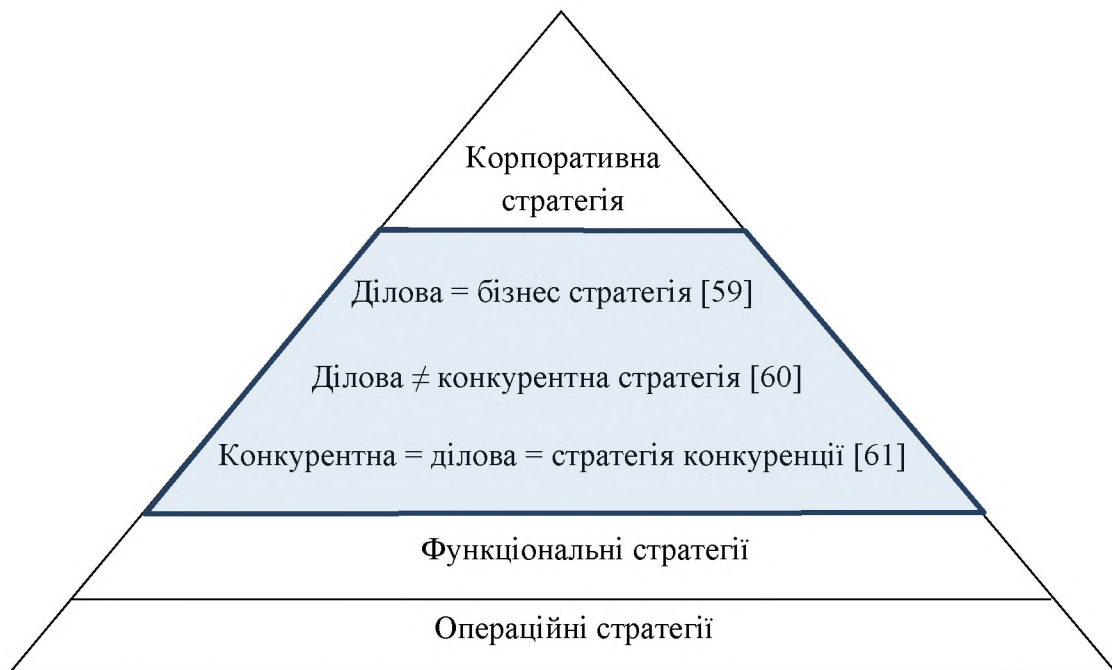 Корпоративна
стратегія
Ділова = бізнес стратегія [59]
Ділова ≠ конкурентна стратегія [60]
Конкурентна = ділова = стратегія конкуренції [61]
Функціональні стратегії
Операційні стратегії